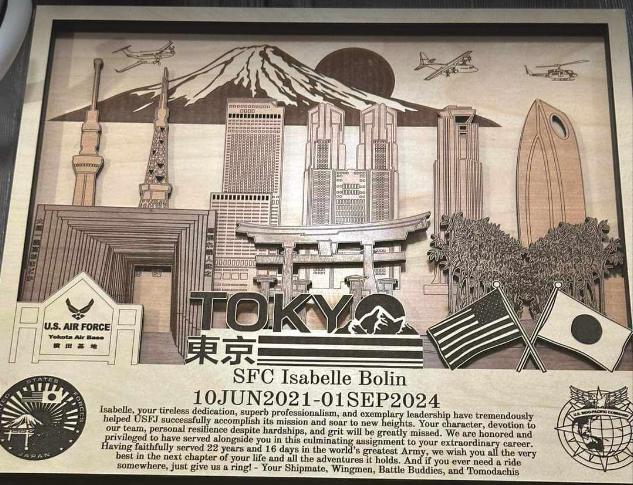 U.S. AIR FORCE
Yokota Air Base
横田基地
TOKYO
東京
SFC Isabelle Bolin
10JUN2021-01SEP2024
Isabelle, your tireless dedication, superb professionalism, and exemplary leadership have tremendously
helped USFJ successfully accomplish its mission and soar to new heights. Your character, devotion to
our team, personal resilience despite hardships, and grit will be greatly missed. We are honored and
privileged to have served alongside you in this culminating assignment to your extraordinary career.
Having faithfully served 22 years and 16 days in the world's greatest Army, we wish you all the very
best in the next chapter of your life and all the adventures it holds. And if you ever need a ride
somewhere, just give us a ring! - Your Shipmate, Wingmen, Battle Buddies, and Tomodachis
UNITED STATES FORCES
JAPAN
U.S. INDO-PACIFIC COMMAND